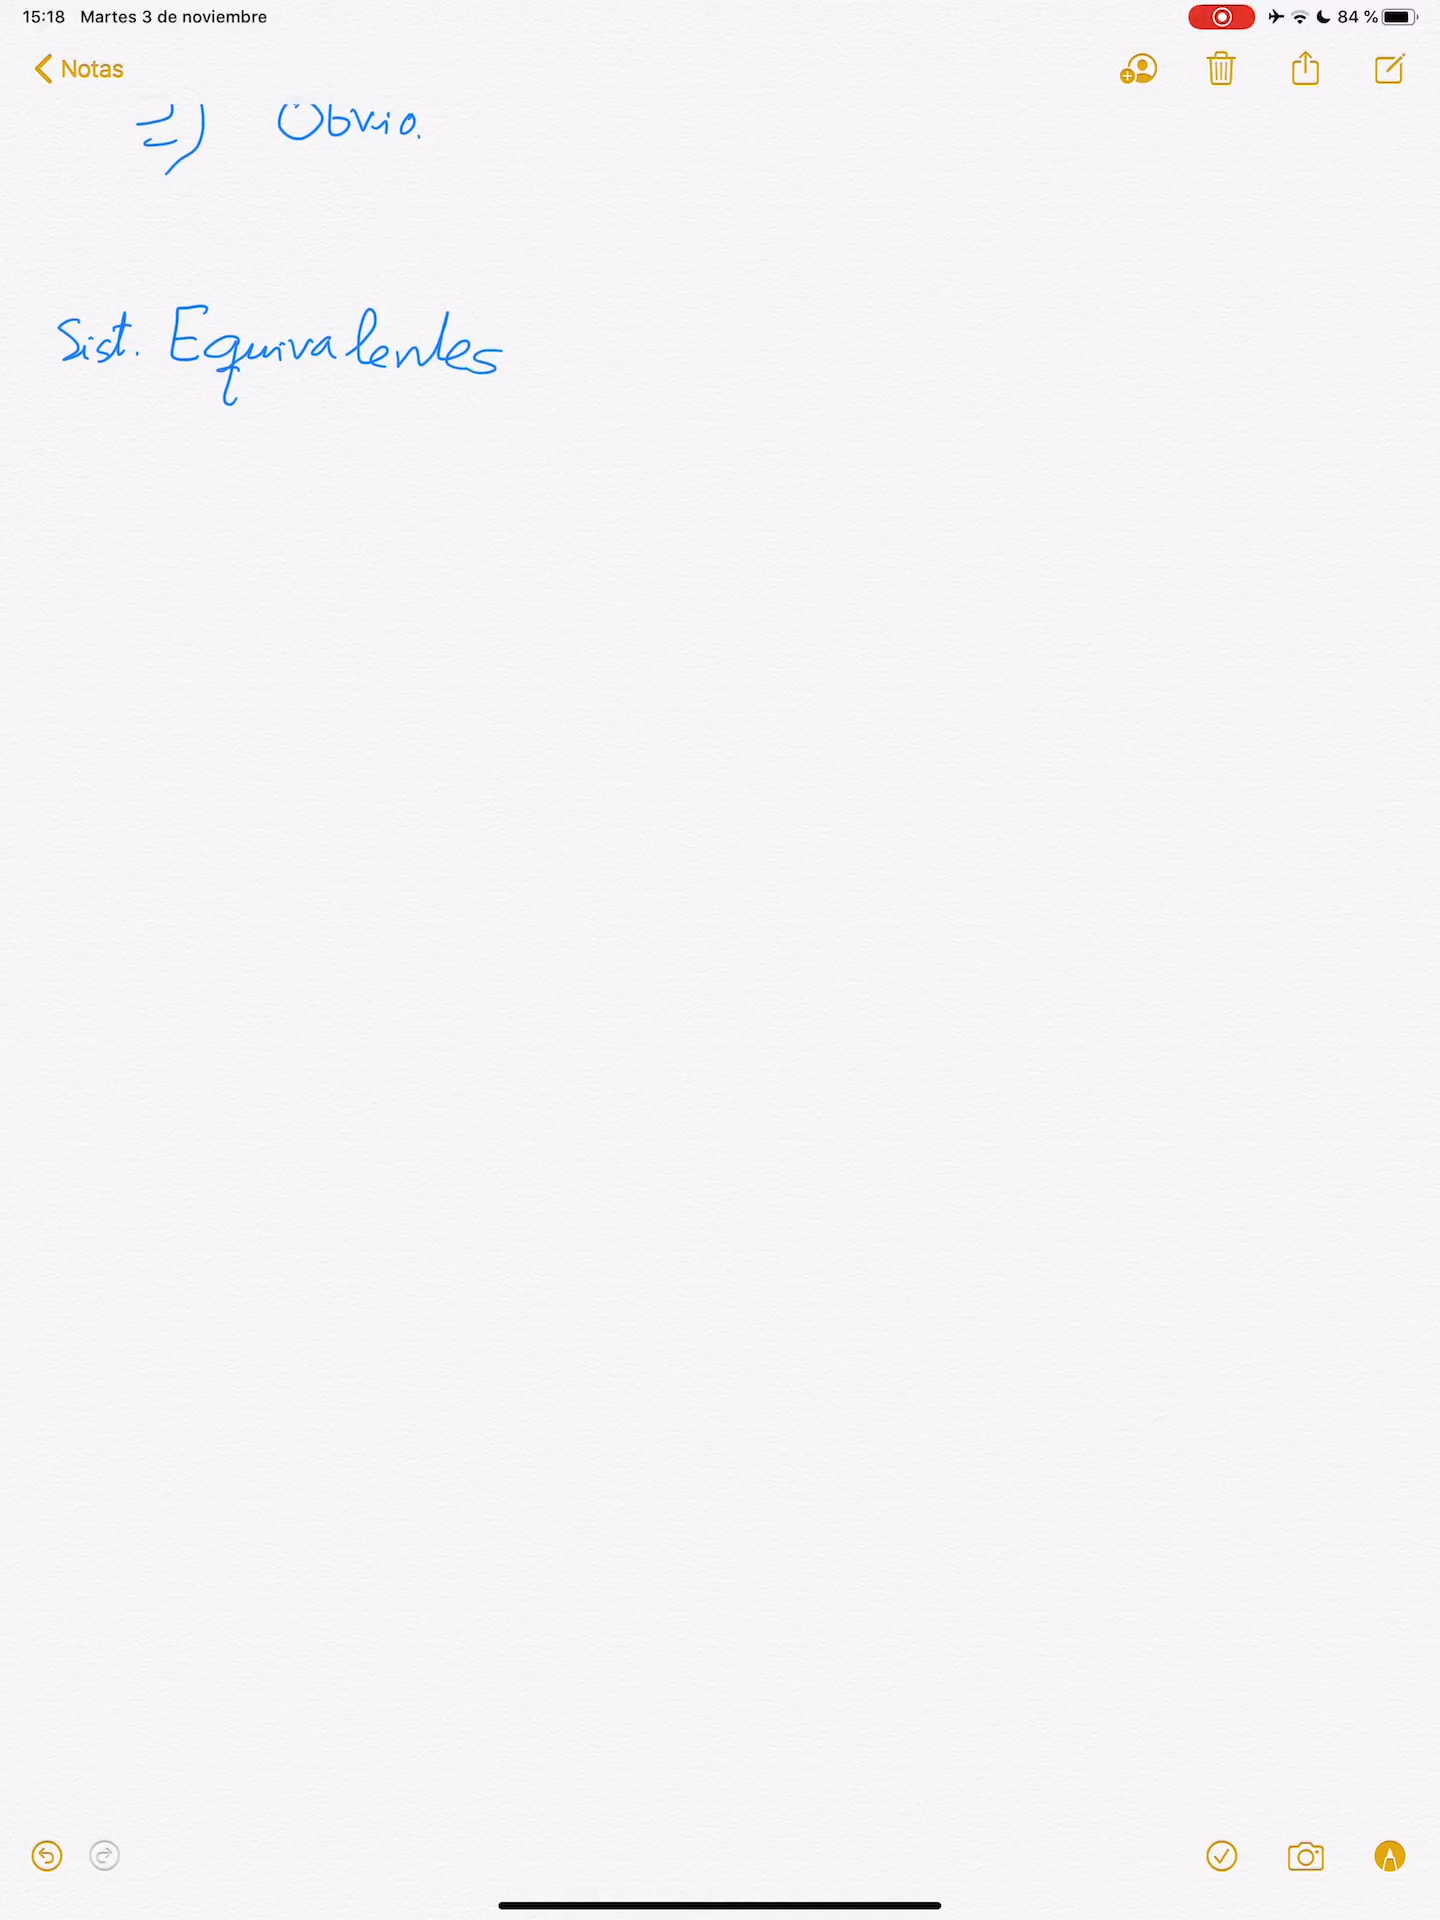 15:18 Martes 3 de noviembre 84 %
Notas
=>) Obvio.
Sist. Equivalentes